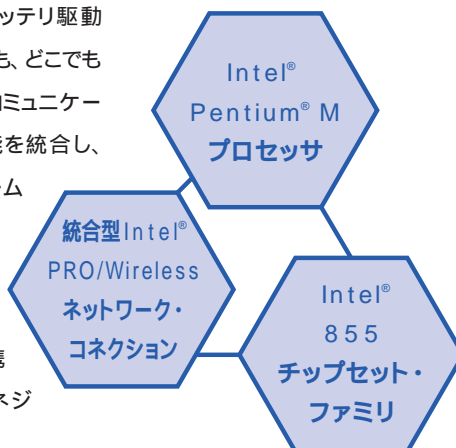 ッテリ駆動
も、どこでも
コミュニケー
能を統合し、
ーム
携
ネジ
Intel®
Pentium® M
プロセッサ
統合型Intel®
PRO/Wireless
ネットワーク・
コネクション
Intel®
855
チップセット・
ファミリ